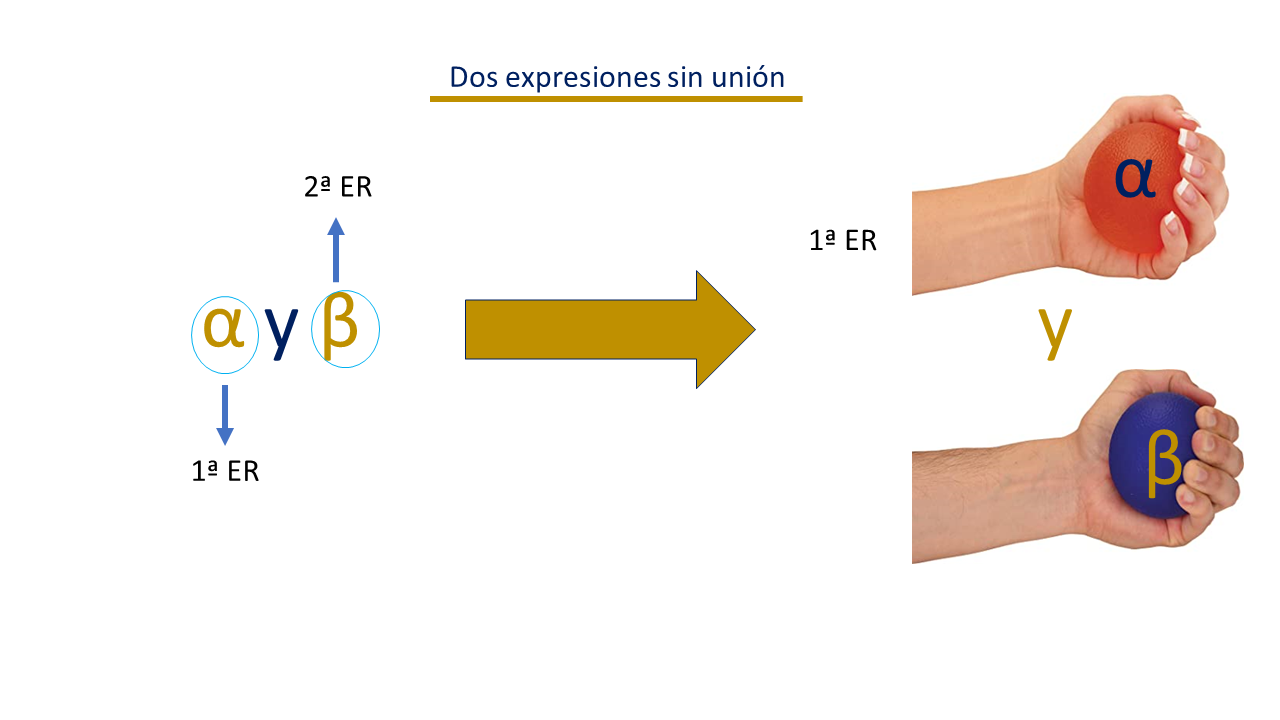 Dos expresiones sin unión
2ª ER
α y β
1ª ER
1ª ER
α
y
β